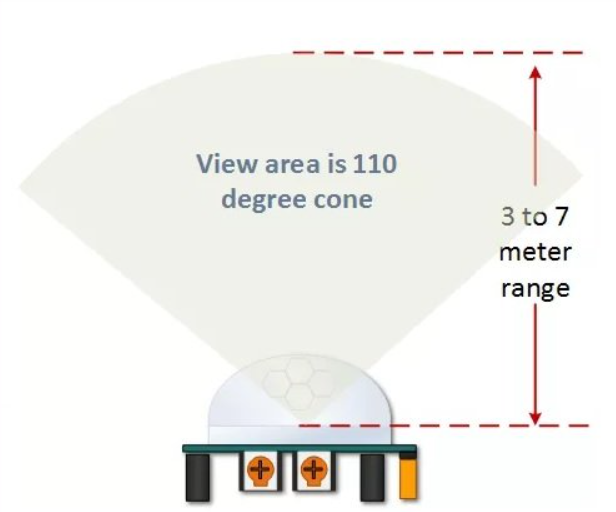 View area is 110
degree cone
3 to 7
meter
range